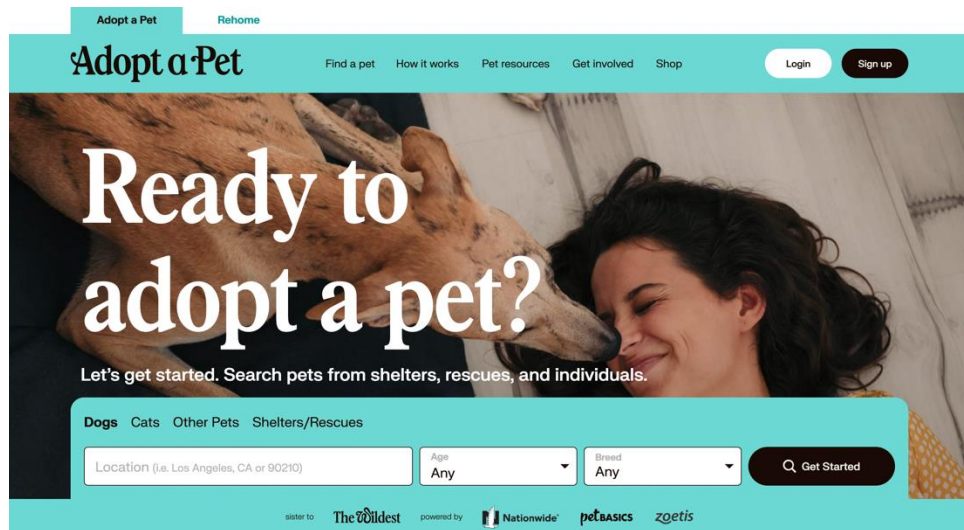 Adopt a Pet Rehome
Adopt a Pet Find a pet How it works Pet resources Get involved Shop Login Sign up
Ready to
adopt a pet?
Let's get started. Search pets from shelters, rescues, and individuals.
Dogs Cats Other Pets Shelters/Rescues
Location (i.e. Los Angeles, CA or 90210)
Age
Any
Breed
Any
Get Started
sister to The Wildest powered by Nationwide® petBASICS zoetis